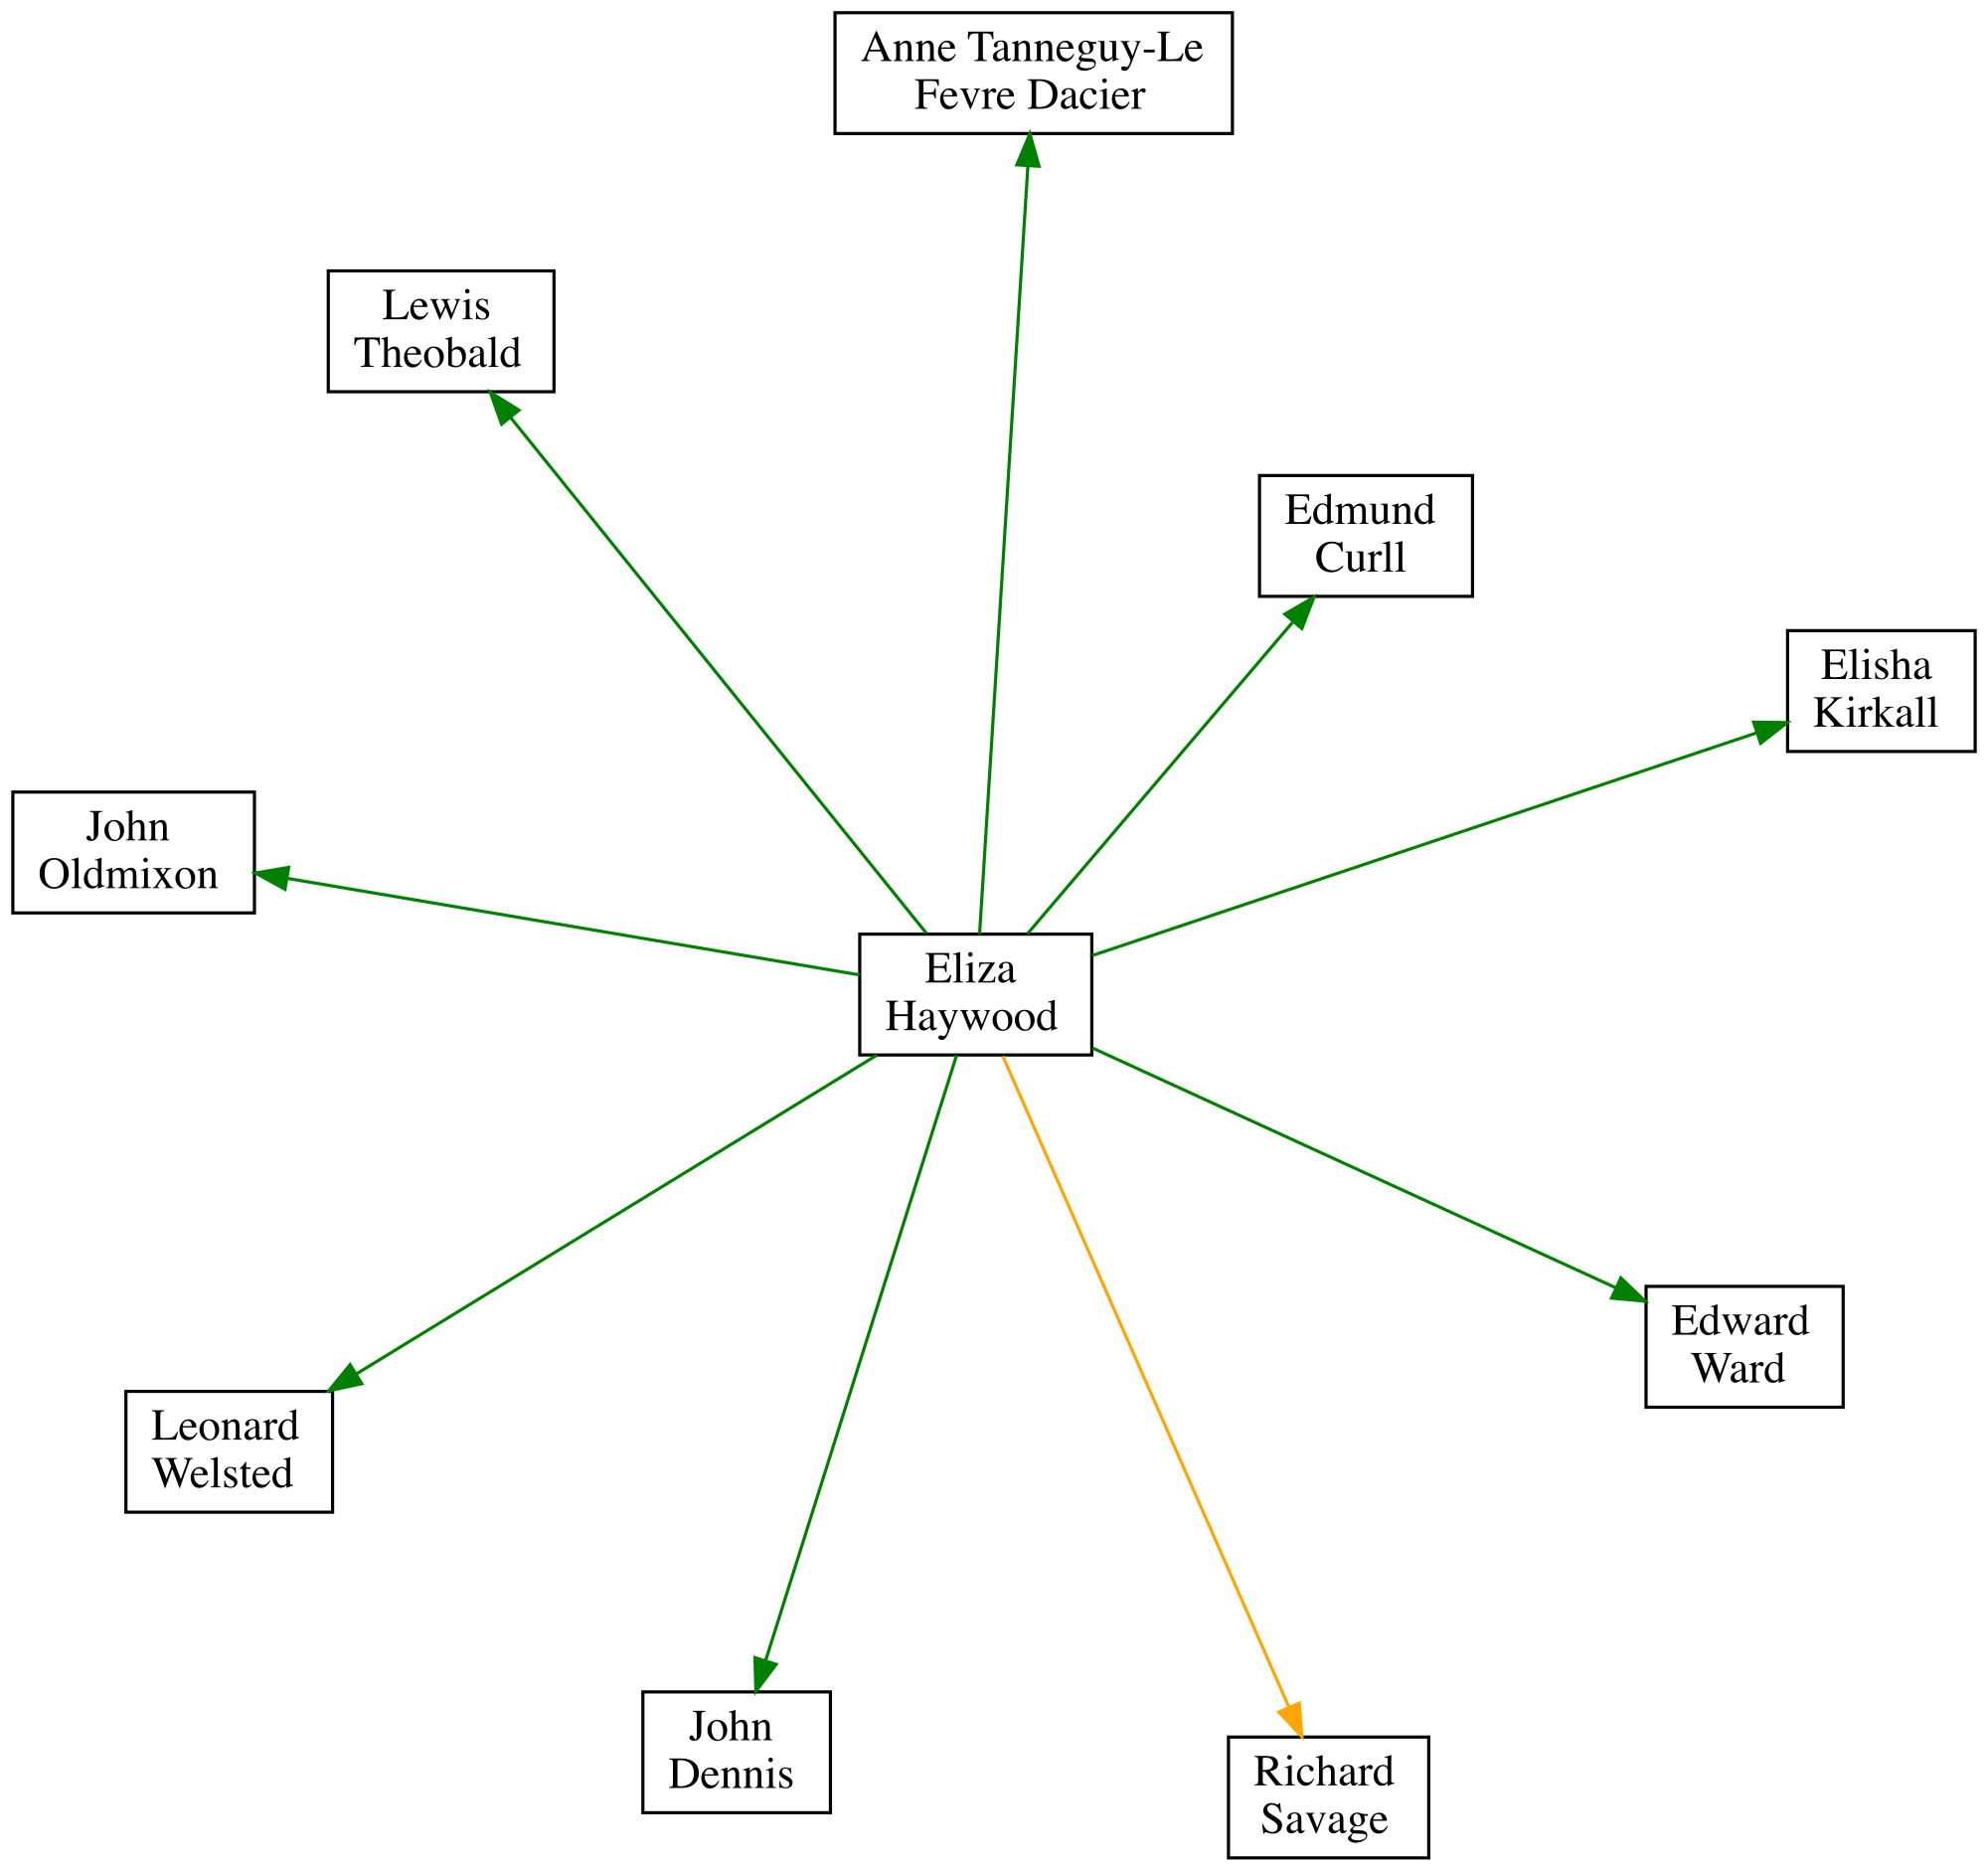 Anne Tanneguy-Le
Fevre Dacier
Lewis
Theobald
Edmund
Curll
Elisha
Kirkall
John
Oldmixon
Eliza
Haywood
Edward
Ward
Leonard
Welsted
John
Dennis
Richard
Savage